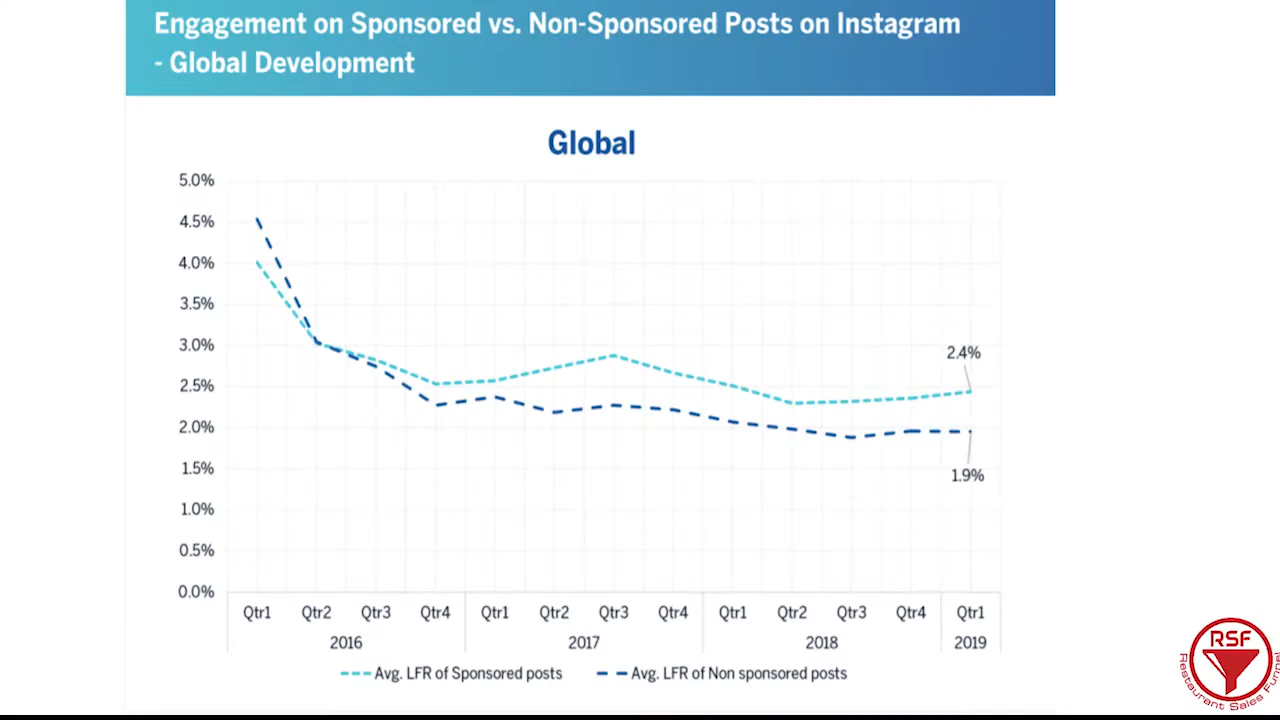 Engagement on Sponsored vs. Non-Sponsored Posts on Instagram
- Global Development
Global
5.0%
4.5%
4.0%
3.5%
3.0%
2.5%
2.0%
1.5%
1.0%
0.5%
0.0%
2.4%
1.9%
Qtr1 Qtr2 Qtr3 Qtr4 Qtr1 Qtr2 Qtr3 Qtr4 Qtr1 Qtr2 Qtr3 Qtr4 Qtr1
2016 2017 2018 2019
Avg. LFR of Sponsored posts Avg. LFR of Non sponsored posts
RSF
Restaurant Sales Funnel